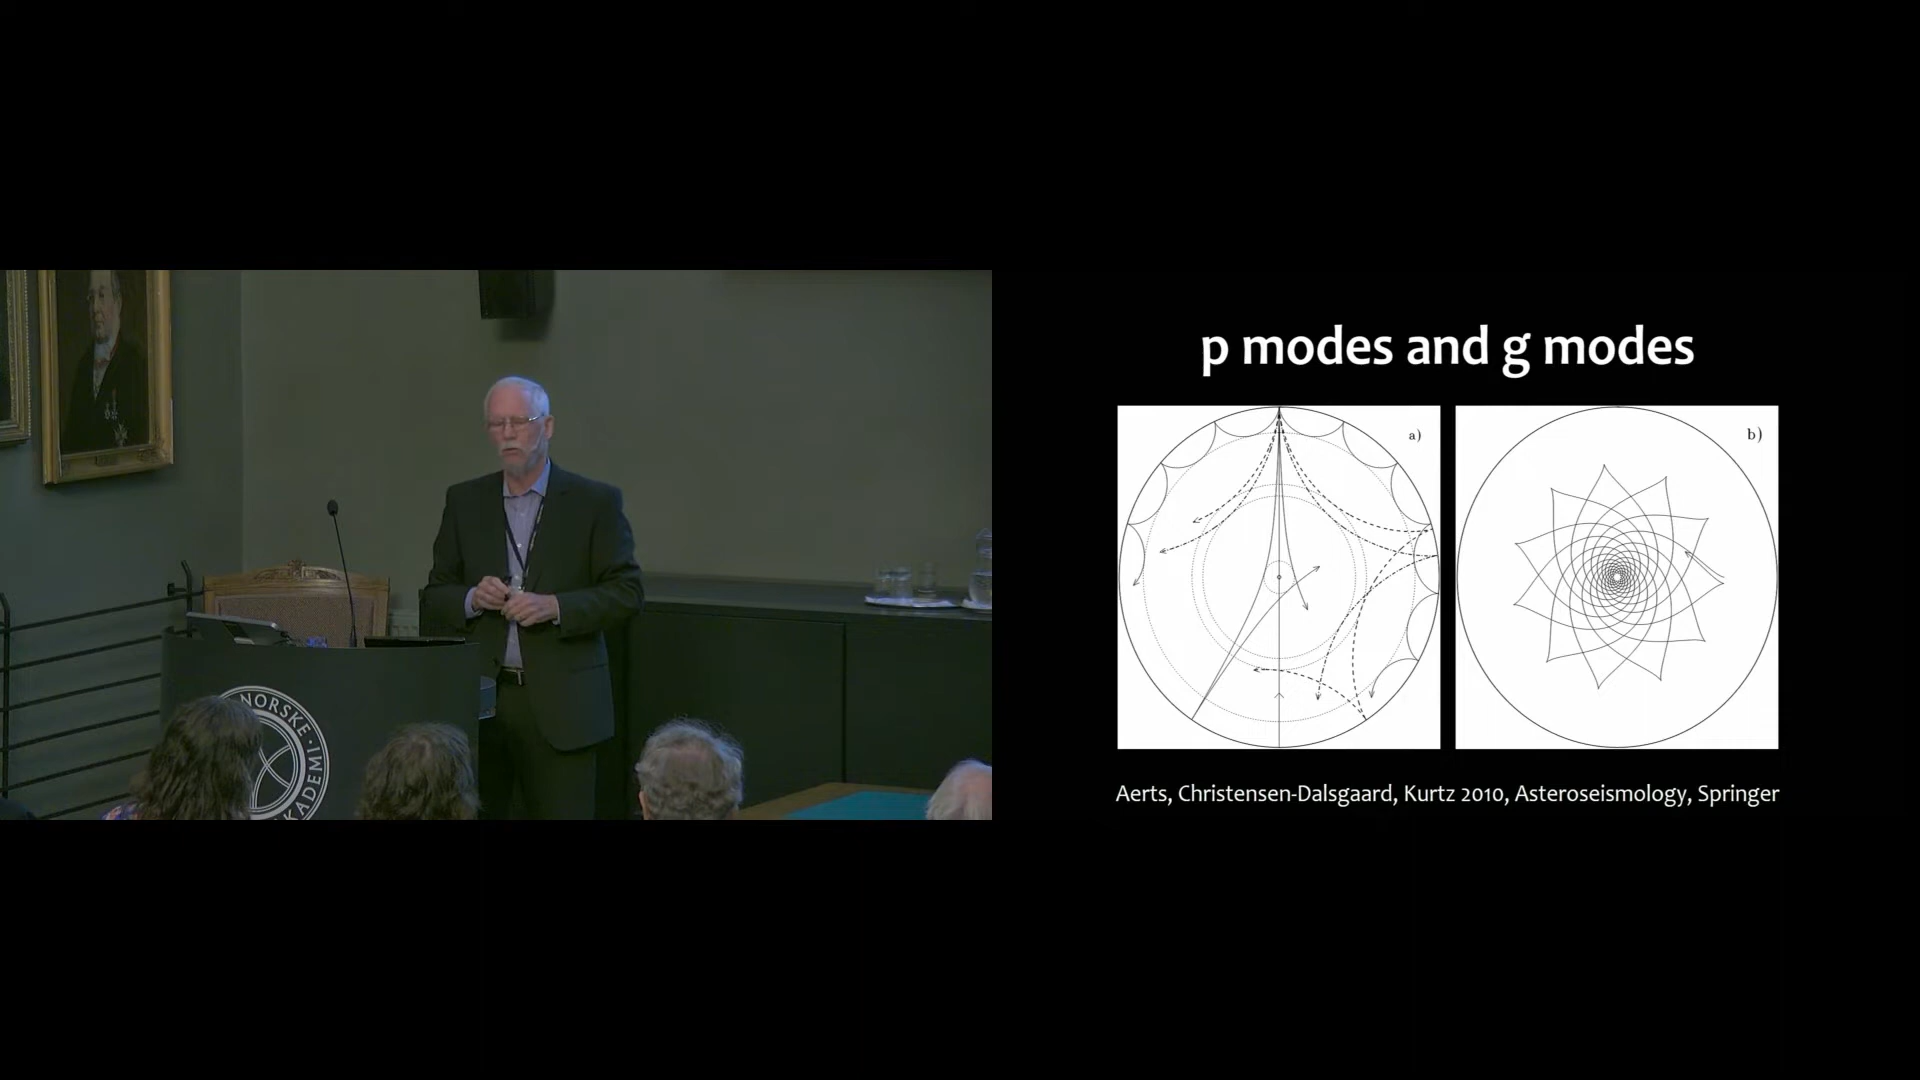 NORSKE
AKADEMI
p modes and g modes
a)
b)
Aerts, Christensen-Dalsgaard, Kurtz 2010, Asteroseismology, Springer